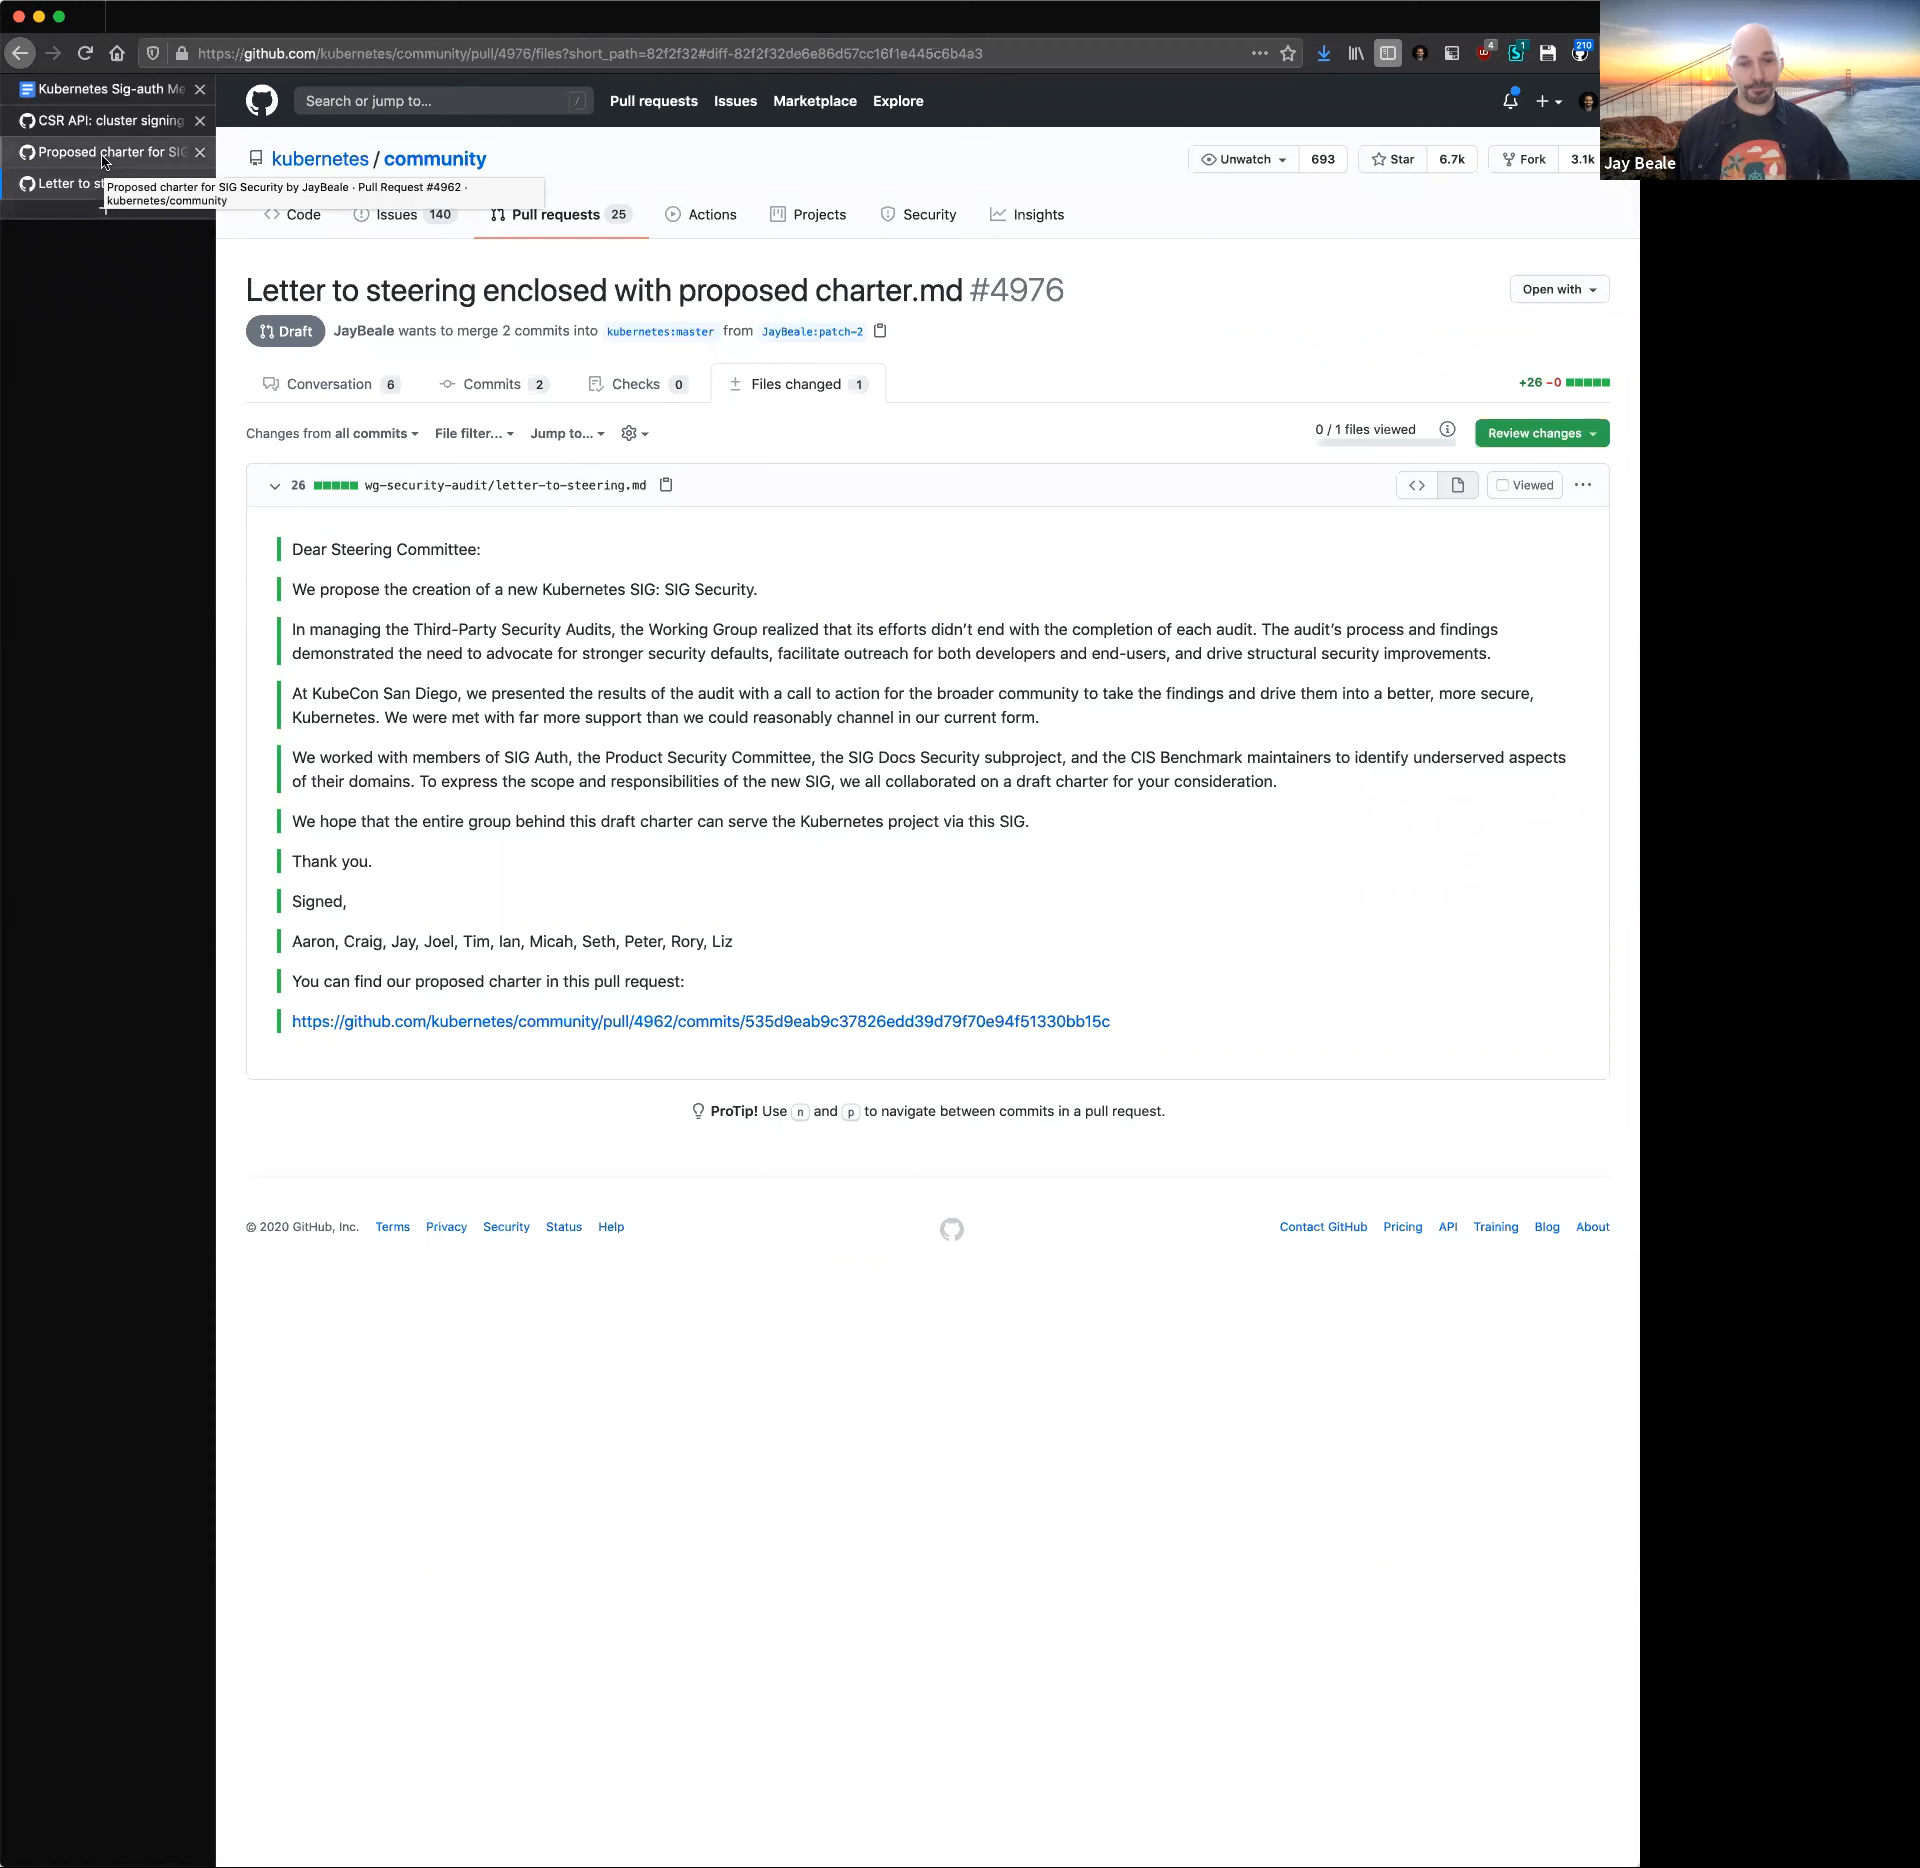 https://github.com/kubernetes/community/pull/4976/files?short_path=82f2f32#diff-82f2f32de6e86d57cc16f1e445c6b4a3
4
1
210
Kubernetes Sig-auth Me
CSR API: cluster signing
Proposed charter for SIG
Letter to st
Proposed charter for SIG Security by JayBeale · Pull Request #4962 ·
kubernetes/community
Search or jump to... /
Pull requests Issues Marketplace Explore
Jay Beale
kubernetes / community
Unwatch 693 Star 6.7k Fork 3.1k
Code Issues 140 Pull requests 25 Actions Projects Security Insights
Letter to steering enclosed with proposed charter.md #4976
Open with
Draft JayBeale wants to merge 2 commits into kubernetes:master from JayBeale:patch-2
Conversation 6 Commits 2 Checks 0 Files changed 1
+26 −0
Changes from all commits File filter... Jump to...
0 / 1 files viewed Review changes
26 wg-security-audit/letter-to-steering.md
Viewed
Dear Steering Committee:
We propose the creation of a new Kubernetes SIG: SIG Security.
In managing the Third-Party Security Audits, the Working Group realized that its efforts didn’t end with the completion of each audit. The audit’s process and findings
demonstrated the need to advocate for stronger security defaults, facilitate outreach for both developers and end-users, and drive structural security improvements.
At KubeCon San Diego, we presented the results of the audit with a call to action for the broader community to take the findings and drive them into a better, more secure,
Kubernetes. We were met with far more support than we could reasonably channel in our current form.
We worked with members of SIG Auth, the Product Security Committee, the SIG Docs Security subproject, and the CIS Benchmark maintainers to identify underserved aspects
of their domains. To express the scope and responsibilities of the new SIG, we all collaborated on a draft charter for your consideration.
We hope that the entire group behind this draft charter can serve the Kubernetes project via this SIG.
Thank you.
Signed,
Aaron, Craig, Jay, Joel, Tim, Ian, Micah, Seth, Peter, Rory, Liz
You can find our proposed charter in this pull request:
https://github.com/kubernetes/community/pull/4962/commits/535d9eab9c37826edd39d79f70e94f51330bb15c
ProTip! Use n and p to navigate between commits in a pull request.
© 2020 GitHub, Inc. Terms Privacy Security Status Help
Contact GitHub Pricing API Training Blog About